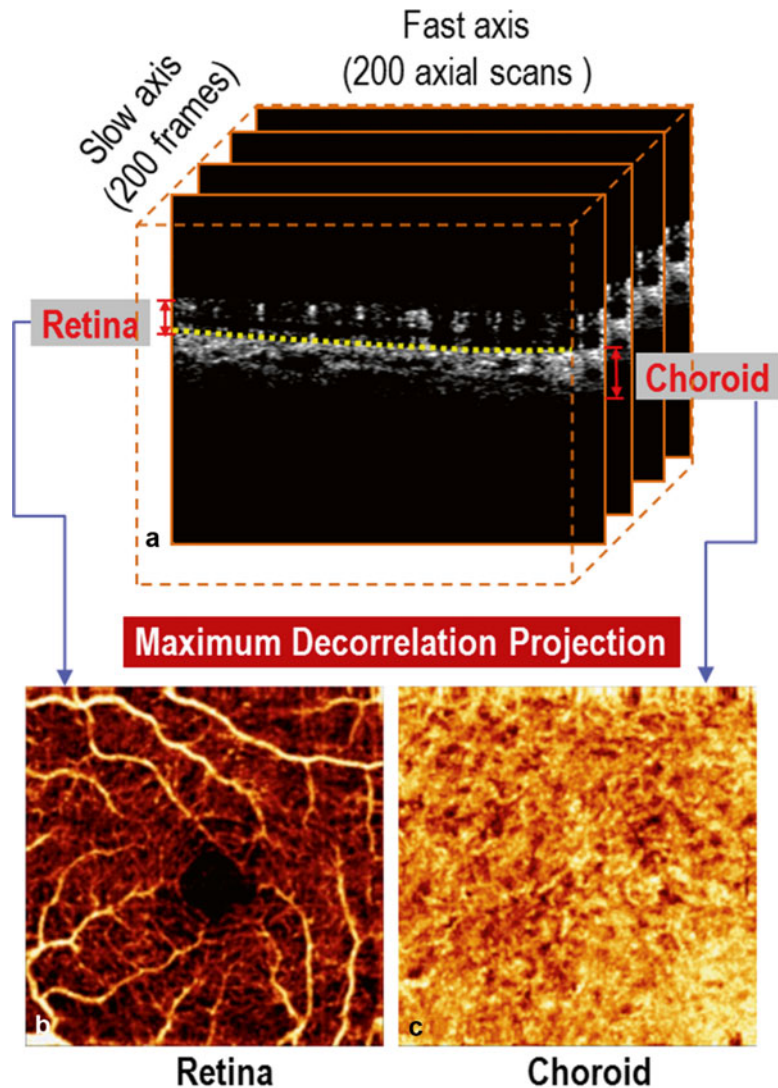 Fast axis
(200 axial scans )
Slow axis
(200 frames)
Retina
Choroid
a
Maximum Decorrelation Projection
b
c
Retina
Choroid